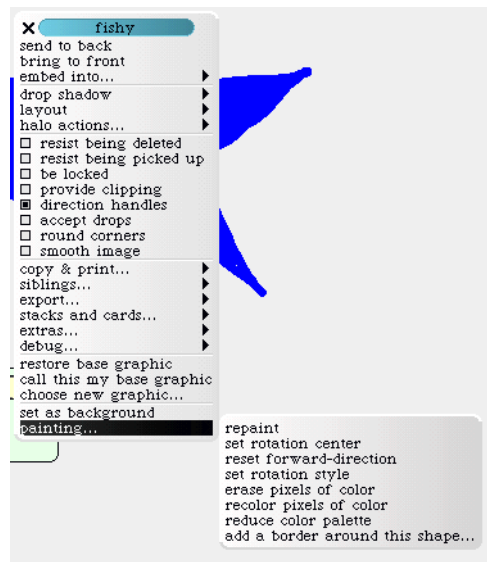 fishy
send to back
bring to front
embed into...
drop shadow
layout
halo actions...
resist being deleted
resist being picked up
be locked
provide clipping
direction handles
accept drops
round corners
smooth image
copy & print...
siblings...
export...
stacks and cards...
extras...
debug...
restore base graphic
call this my base graphic
choose new graphic...
set as background
painting...
repaint
set rotation center
reset forward-direction
set rotation style
erase pixels of color
recolor pixels of color
reduce color palette
add a border around this shape...